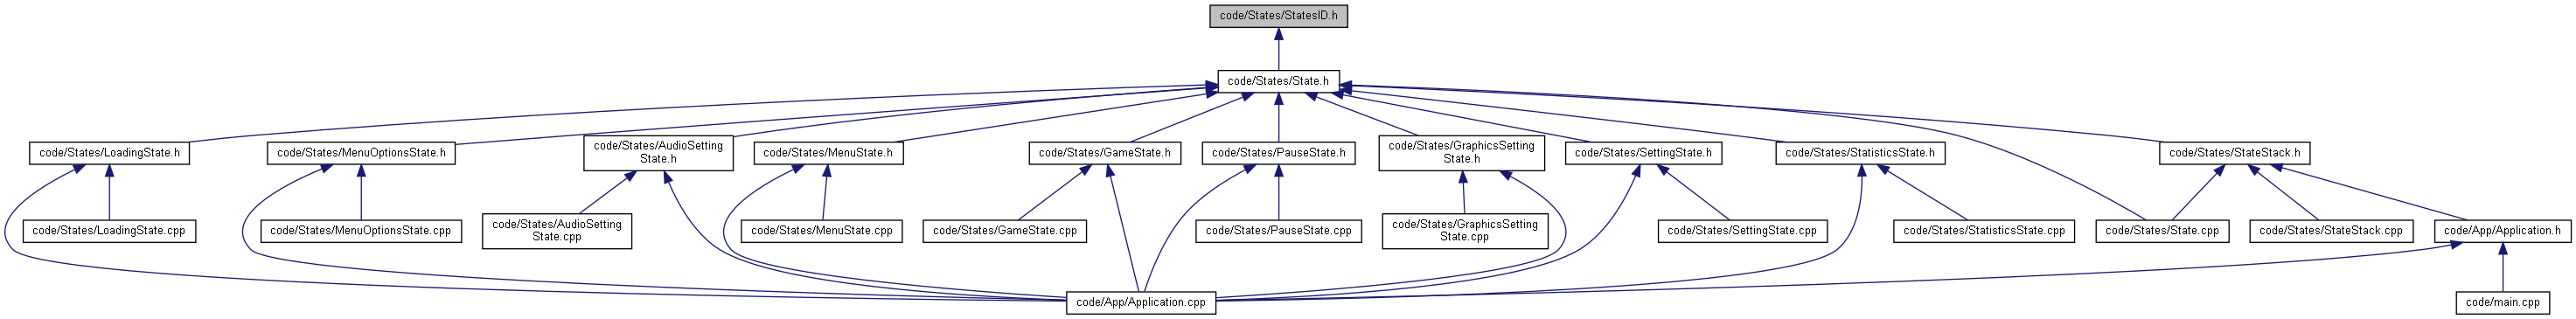 code/States/StatesID.h
code/States/State.h
code/States/LoadingState.h
code/States/MenuOptionsState.h
code/States/AudioSetting
State.h
code/States/MenuState.h
code/States/GameState.h
code/States/PauseState.h
code/States/GraphicsSetting
State.h
code/States/SettingState.h
code/States/StatisticsState.h
code/States/StateStack.h
code/States/LoadingState.cpp
code/States/MenuOptionsState.cpp
code/States/AudioSetting
State.cpp
code/States/MenuState.cpp
code/States/GameState.cpp
code/States/PauseState.cpp
code/States/GraphicsSetting
State.cpp
code/States/SettingState.cpp
code/States/StatisticsState.cpp
code/States/State.cpp
code/States/StateStack.cpp
code/App/Application.h
code/App/Application.cpp
code/main.cpp